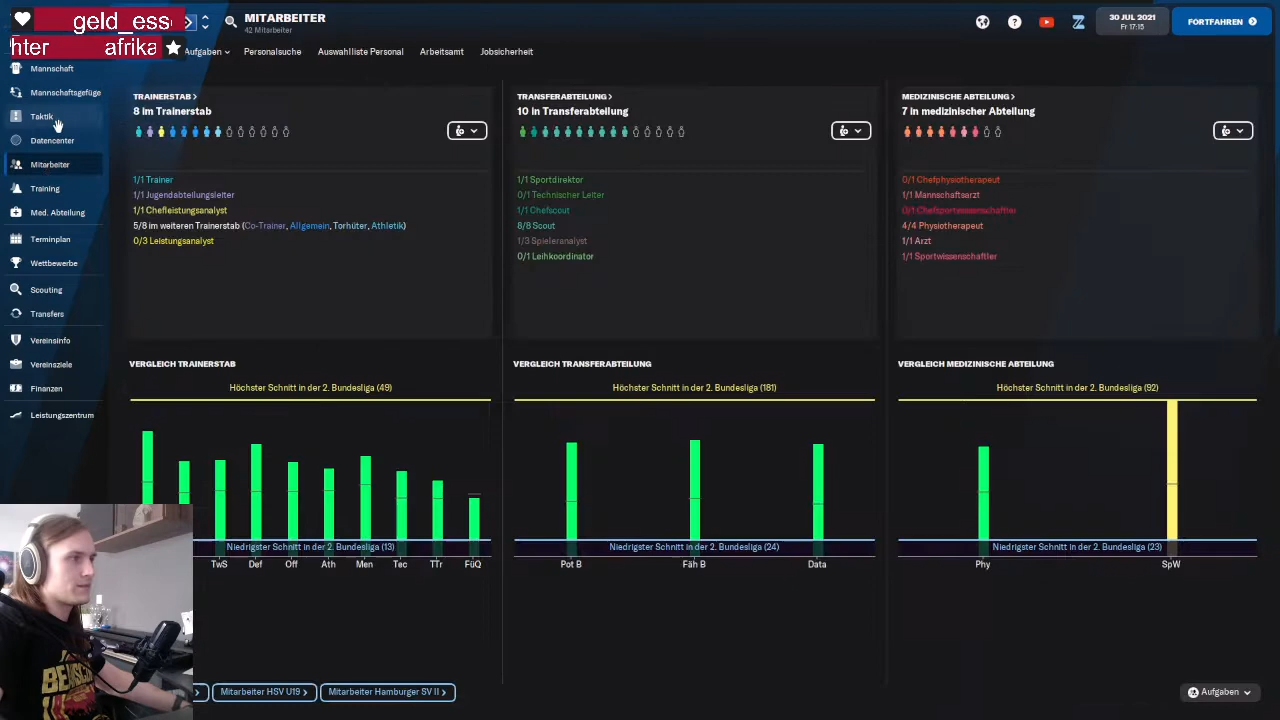 geld_ess
hter afrika
MITARBEITER
42 Mitarbeiter
30 JUL 2021
Fr 17:15
FORTFAHREN
Aufgaben
Personalsuche
Auswahlliste Personal
Arbeitsamt
Jobsicherheit
Mannschaft
Mannschaftsgefüge
Taktik
Datencenter
Mitarbeiter
Training
Med. Abteilung
Terminplan
Wettbewerbe
Scouting
Transfers
Vereinsinfo
Vereinsziele
Finanzen
Leistungszentrum
TRAINERSTAB
8 im Trainerstab
1/1 Trainer
1/1 Jugendabteilungsleiter
1/1 Chefleistungsanalyst
5/8 im weiteren Trainerstab (Co-Trainer, Allgemein, Torhüter, Athletik)
0/3 Leistungsanalyst
TRANSFERABTEILUNG
10 in Transferabteilung
1/1 Sportdirektor
0/1 Technischer Leiter
1/1 Chefscout
8/8 Scout
1/3 Spieleranalyst
0/1 Leihkoordinator
MEDIZINISCHE ABTEILUNG
7 in medizinischer Abteilung
0/1 Chefphysiotherapeut
1/1 Mannschaftsarzt
0/1 Chefsportwissenschaftler
4/4 Physiotherapeut
1/1 Arzt
1/1 Sportwissenschaftler
VERGLEICH TRAINERSTAB
Höchster Schnitt in der 2. Bundesliga (49)
Niedrigster Schnitt in der 2. Bundesliga (13)
TwS Def Off Ath Men Tec TTr FüQ
VERGLEICH TRANSFERABTEILUNG
Höchster Schnitt in der 2. Bundesliga (181)
Niedrigster Schnitt in der 2. Bundesliga (24)
Pot B Fäh B Data
VERGLEICH MEDIZINISCHE ABTEILUNG
Höchster Schnitt in der 2. Bundesliga (92)
Niedrigster Schnitt in der 2. Bundesliga (23)
Phy SpW
Mitarbeiter HSV U19
Mitarbeiter Hamburger SV II
Aufgaben